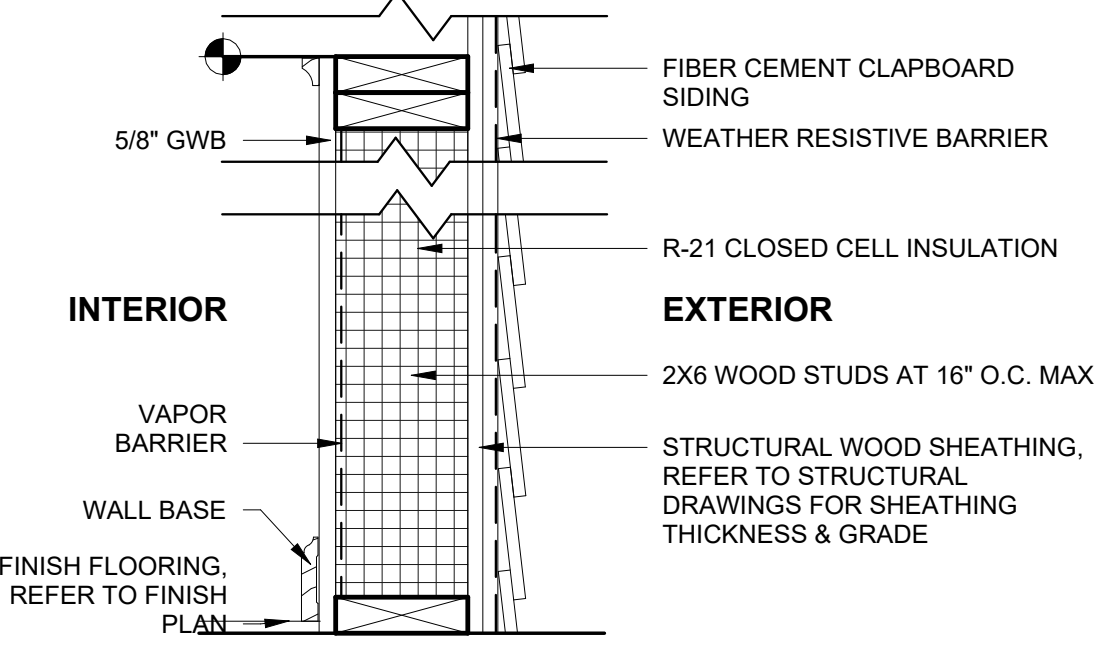 FIBER CEMENT CLAPBOARD
SIDING
5/8" GWB
WEATHER RESISTIVE BARRIER
R-21 CLOSED CELL INSULATION
INTERIOR
EXTERIOR
2X6 WOOD STUDS AT 16" O.C. MAX
VAPOR
BARRIER
STRUCTURAL WOOD SHEATHING,
REFER TO STRUCTURAL
DRAWINGS FOR SHEATHING
THICKNESS & GRADE
WALL BASE
FINISH FLOORING,
REFER TO FINISH
PLAN